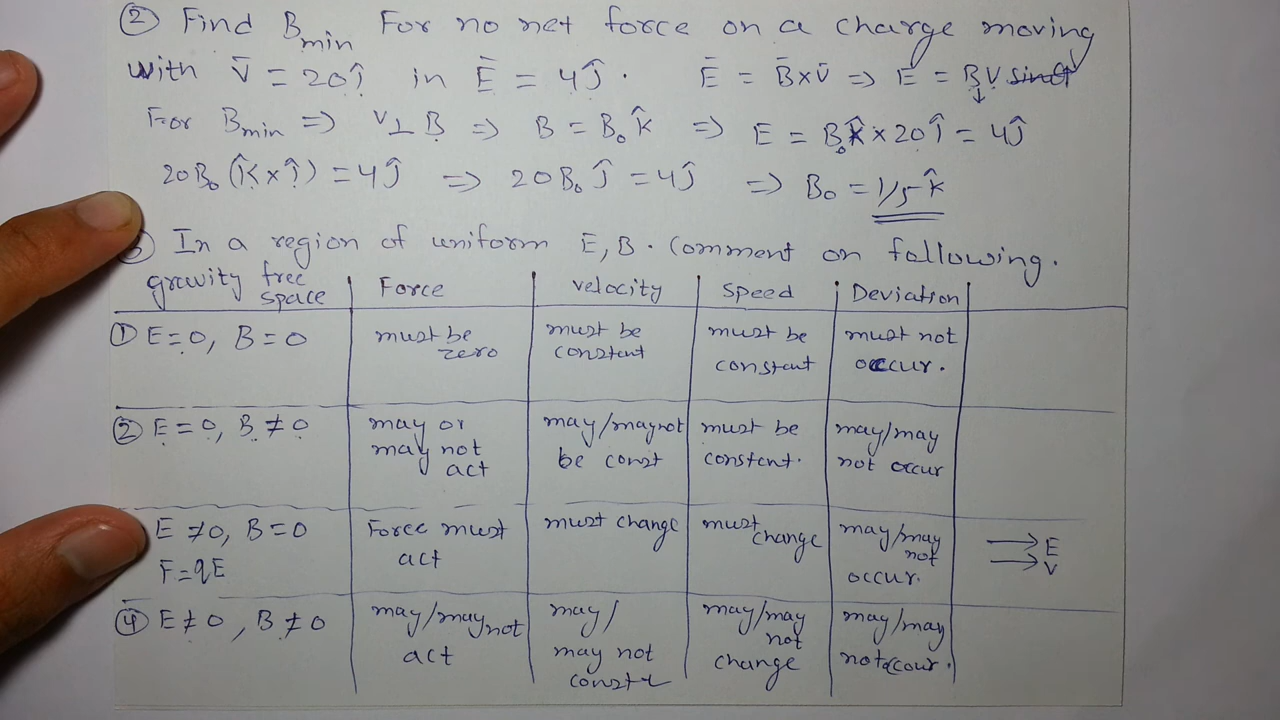 ② Find Bmin For no net force on a charge moving
with V̄ = 20î in Ē = 4ĵ. Ē = B̄×v̄ ⇒ E = BV sinθ
For Bmin ⇒ V⊥B ⇒ B = B₀k̂ ⇒ E = B₀k̂ × 20î = 4ĵ
20B₀(k̂×î) = 4ĵ ⇒ 20B₀ĵ = 4ĵ ⇒ B₀ = 1/5 k̂
In a region of uniform E, B. Comment on following.
gravity free space | Force | velocity | speed | Deviation
① E=0, B=0 | must be zero | must be constant | must be constant | must not occur.
② E=0, B≠0 | may or may not act | may/maynot be const | must be constent. | may/may not occur
E≠0, B=0 F=qE | Force must act | must change | must change | may/may not occur. | → E → V
④ E≠0, B≠0 | may/may not act | may/ may not | may/may not change | may/may